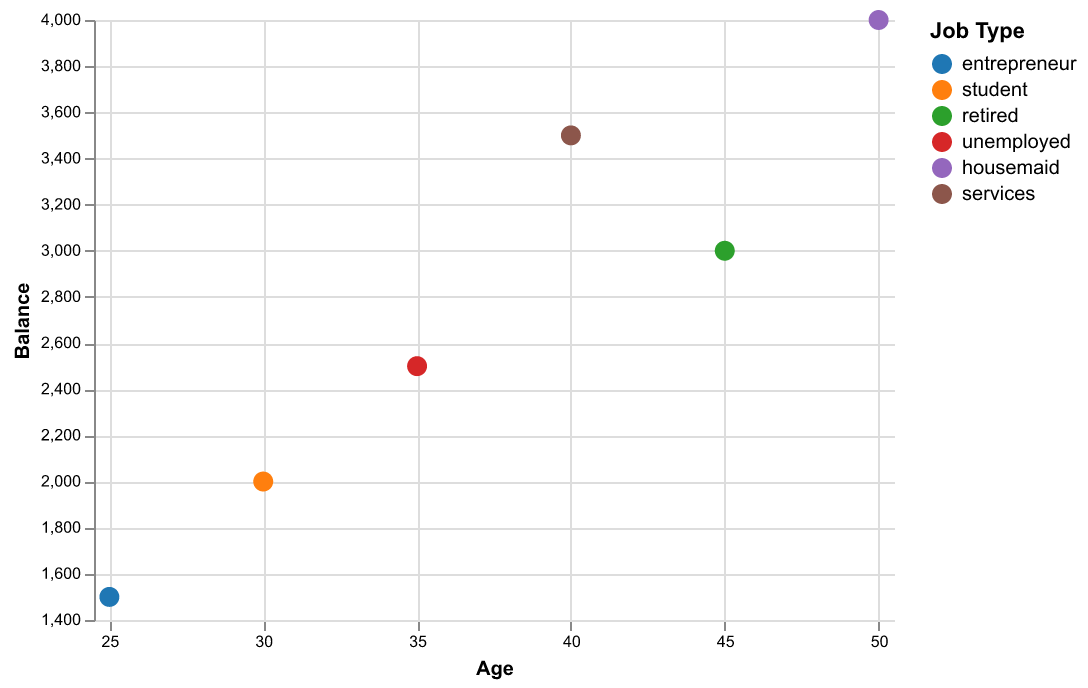 4,000
3,800
3,600
3,400
3,200
3,000
2,800
2,600
2,400
2,200
2,000
1,800
1,600
1,400
Balance
25 30 35 40 45 50
Age
Job Type
entrepreneur
student
retired
unemployed
housemaid
services